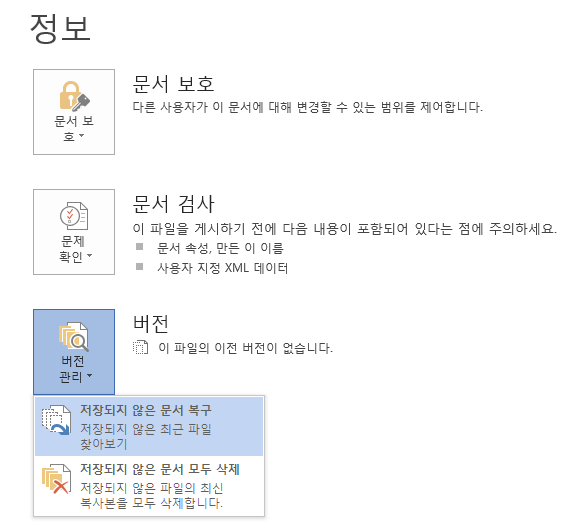 정보
문서 보호
다른 사용자가 이 문서에 대해 변경할 수 있는 범위를 제어합니다.
문서 보
호
문서 검사
이 파일을 게시하기 전에 다음 내용이 포함되어 있다는 점에 주의하세요.
문서 속성, 만든 이 이름
사용자 지정 XML 데이터
문제
확인
버전
이 파일의 이전 버전이 없습니다.
버전
관리
저장되지 않은 문서 복구
저장되지 않은 최근 파일
찾아보기
저장되지 않은 문서 모두 삭제
저장되지 않은 파일의 최신
복사본을 모두 삭제합니다.